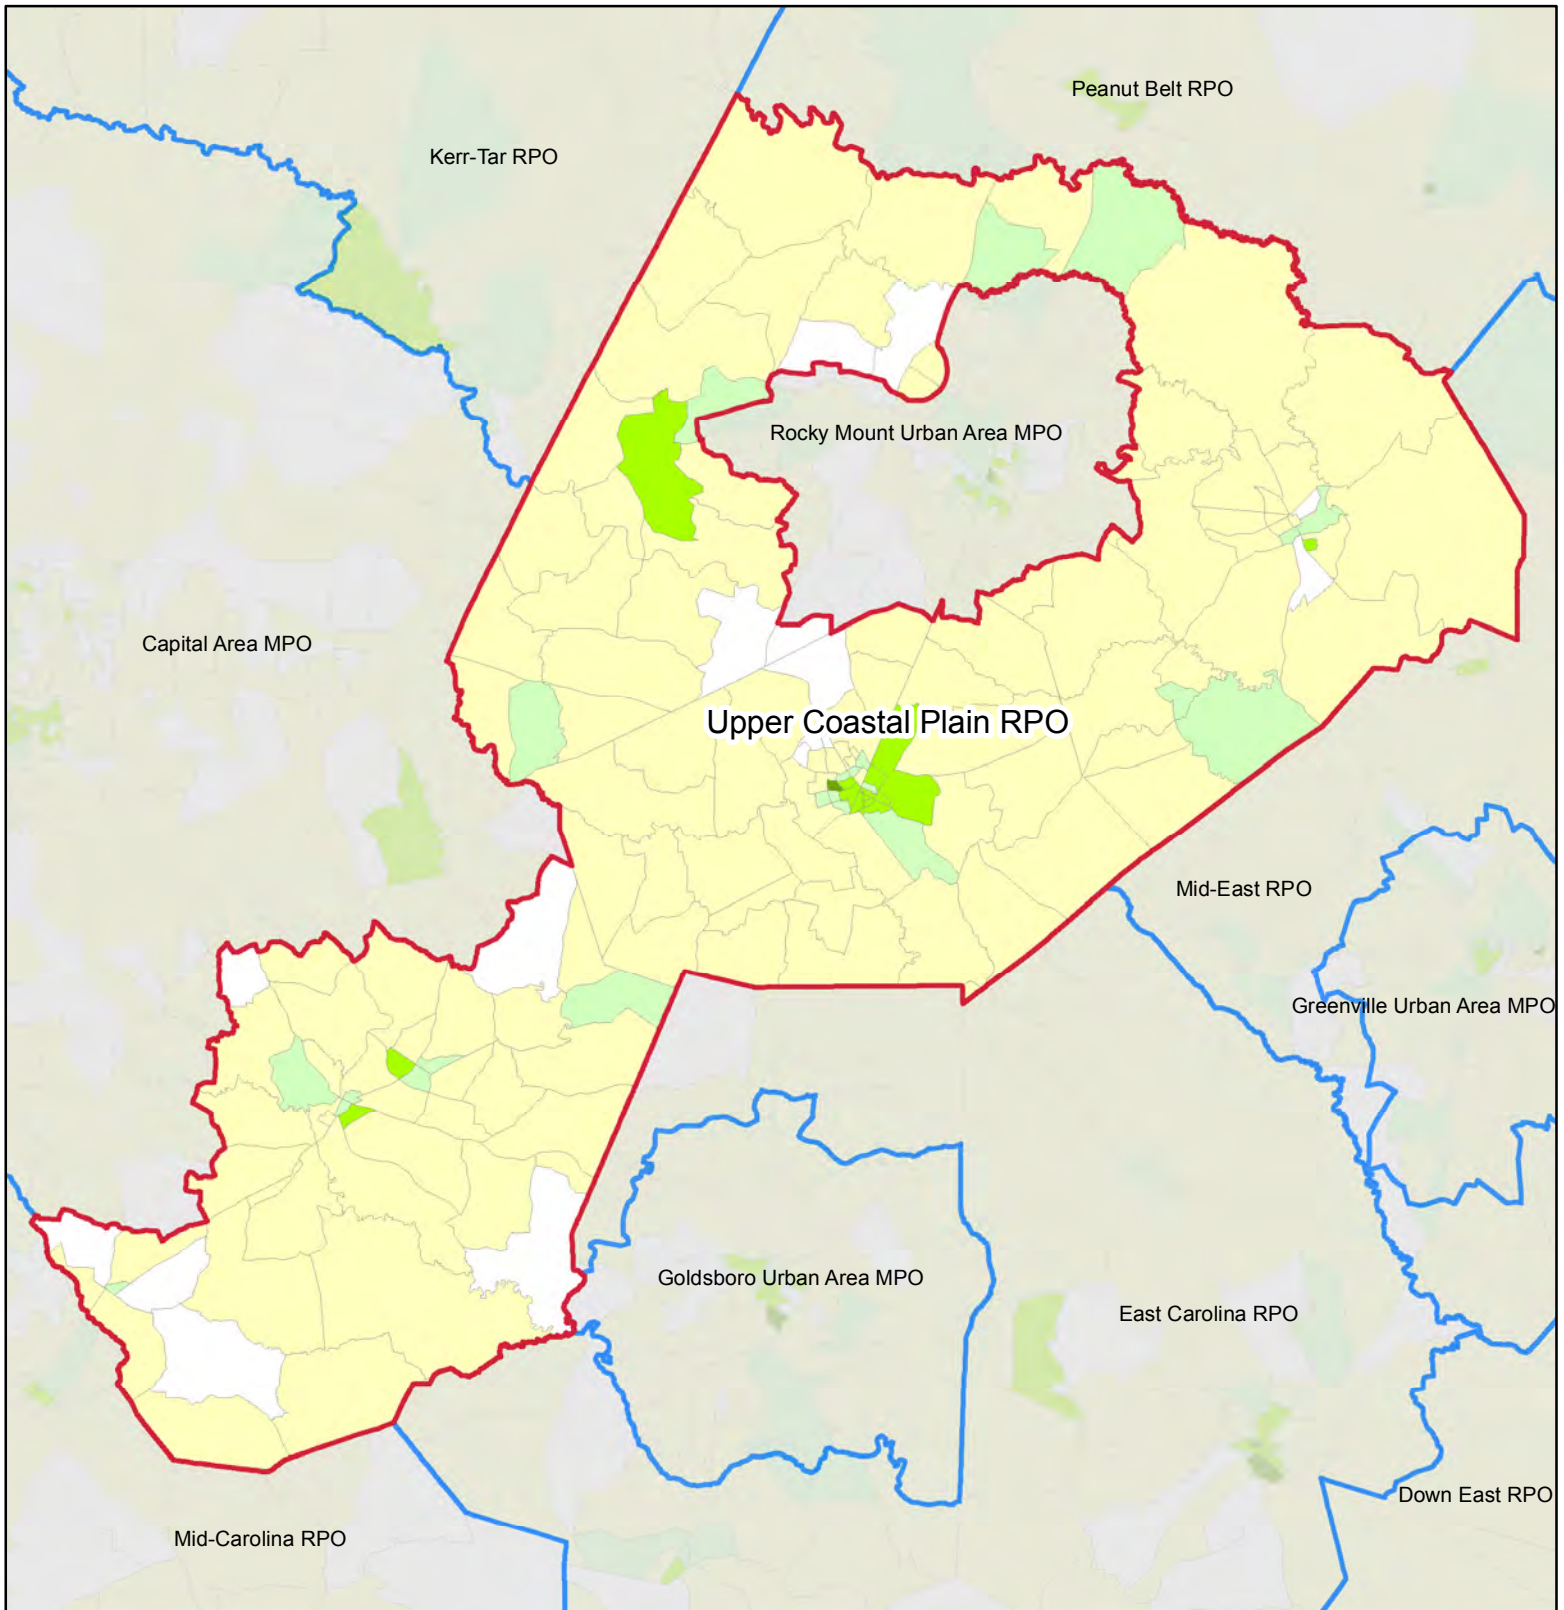 Peanut Belt RPO
Kerr-Tar RPO
Rocky Mount Urban Area MPO
Capital Area MPO
Upper Coastal Plain RPO
Mid-East RPO
Greenville Urban Area MPO
Goldsboro Urban Area MPO
East Carolina RPO
Down East RPO
Mid-Carolina RPO